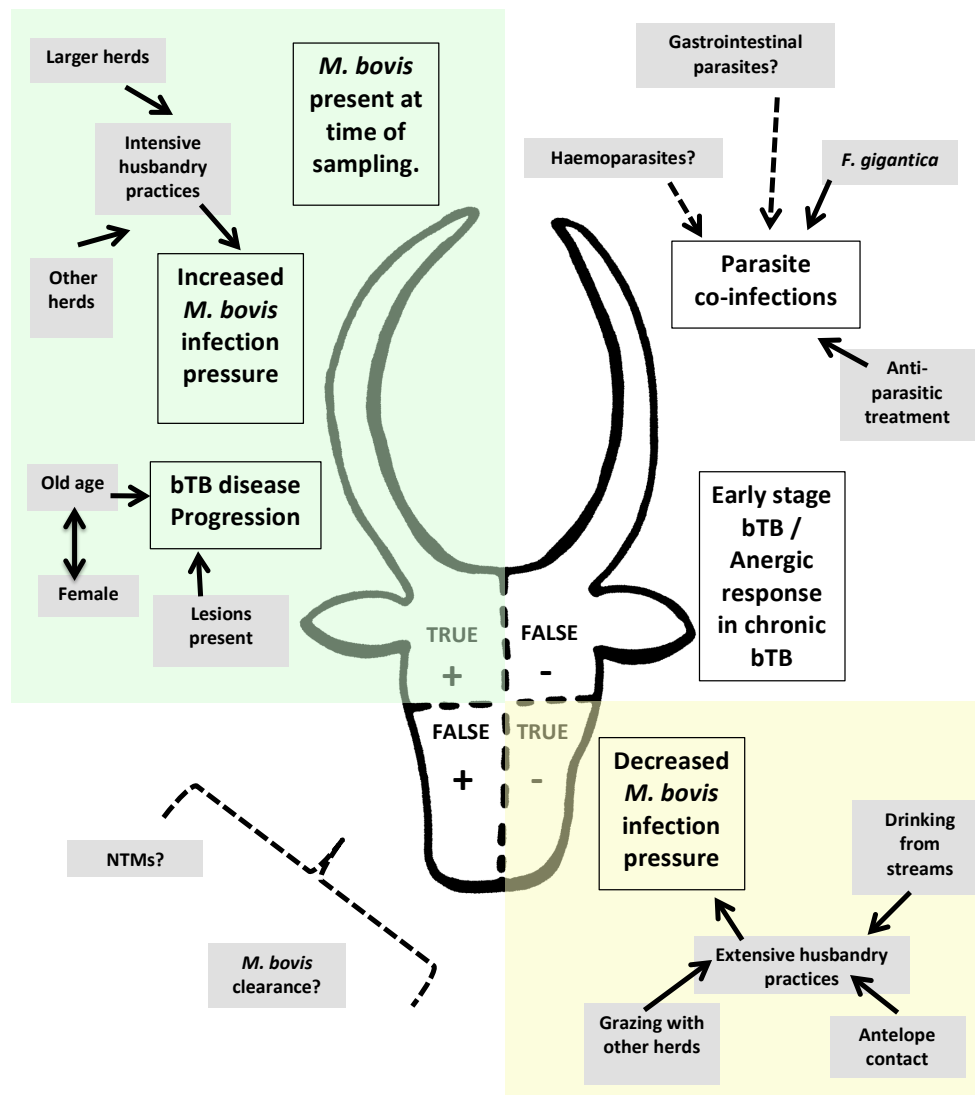 Larger herds
Intensive
husbandry
practices
Other
herds
M. bovis
present at
time of
sampling.
Increased
M. bovis
infection
pressure
Old age
Female
bTB disease
Progression
Lesions
present
Gastrointestinal
parasites?
Haemoparasites?
F. gigantica
Parasite
co-infections
Anti-
parasitic
treatment
Early stage
bTB /
Anergic
response
in chronic
bTB
TRUE
+
FALSE
-
FALSE
+
TRUE
-
NTMs?
M. bovis
clearance?
Decreased
M. bovis
infection
pressure
Drinking
from
streams
Extensive husbandry
practices
Grazing with
other herds
Antelope
contact